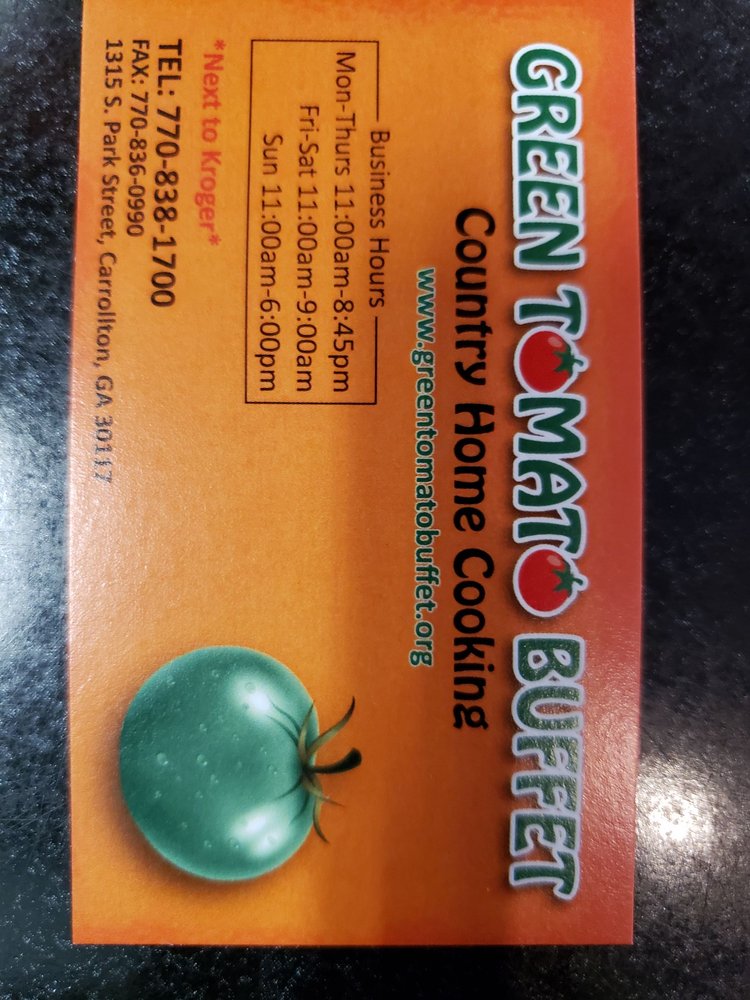 GREEN TOMATO BUFFET
Country Home Cooking
www.greentomatobuffet.org
Business Hours
Mon-Thurs 11:00am-8:45pm
Fri-Sat 11:00am-9:00am
Sun 11:00am-6:00pm
*Next to Kroger*
TEL: 770-838-1700
FAX: 770-836-0990
1315 S. Park Street, Carrollton, GA 30117